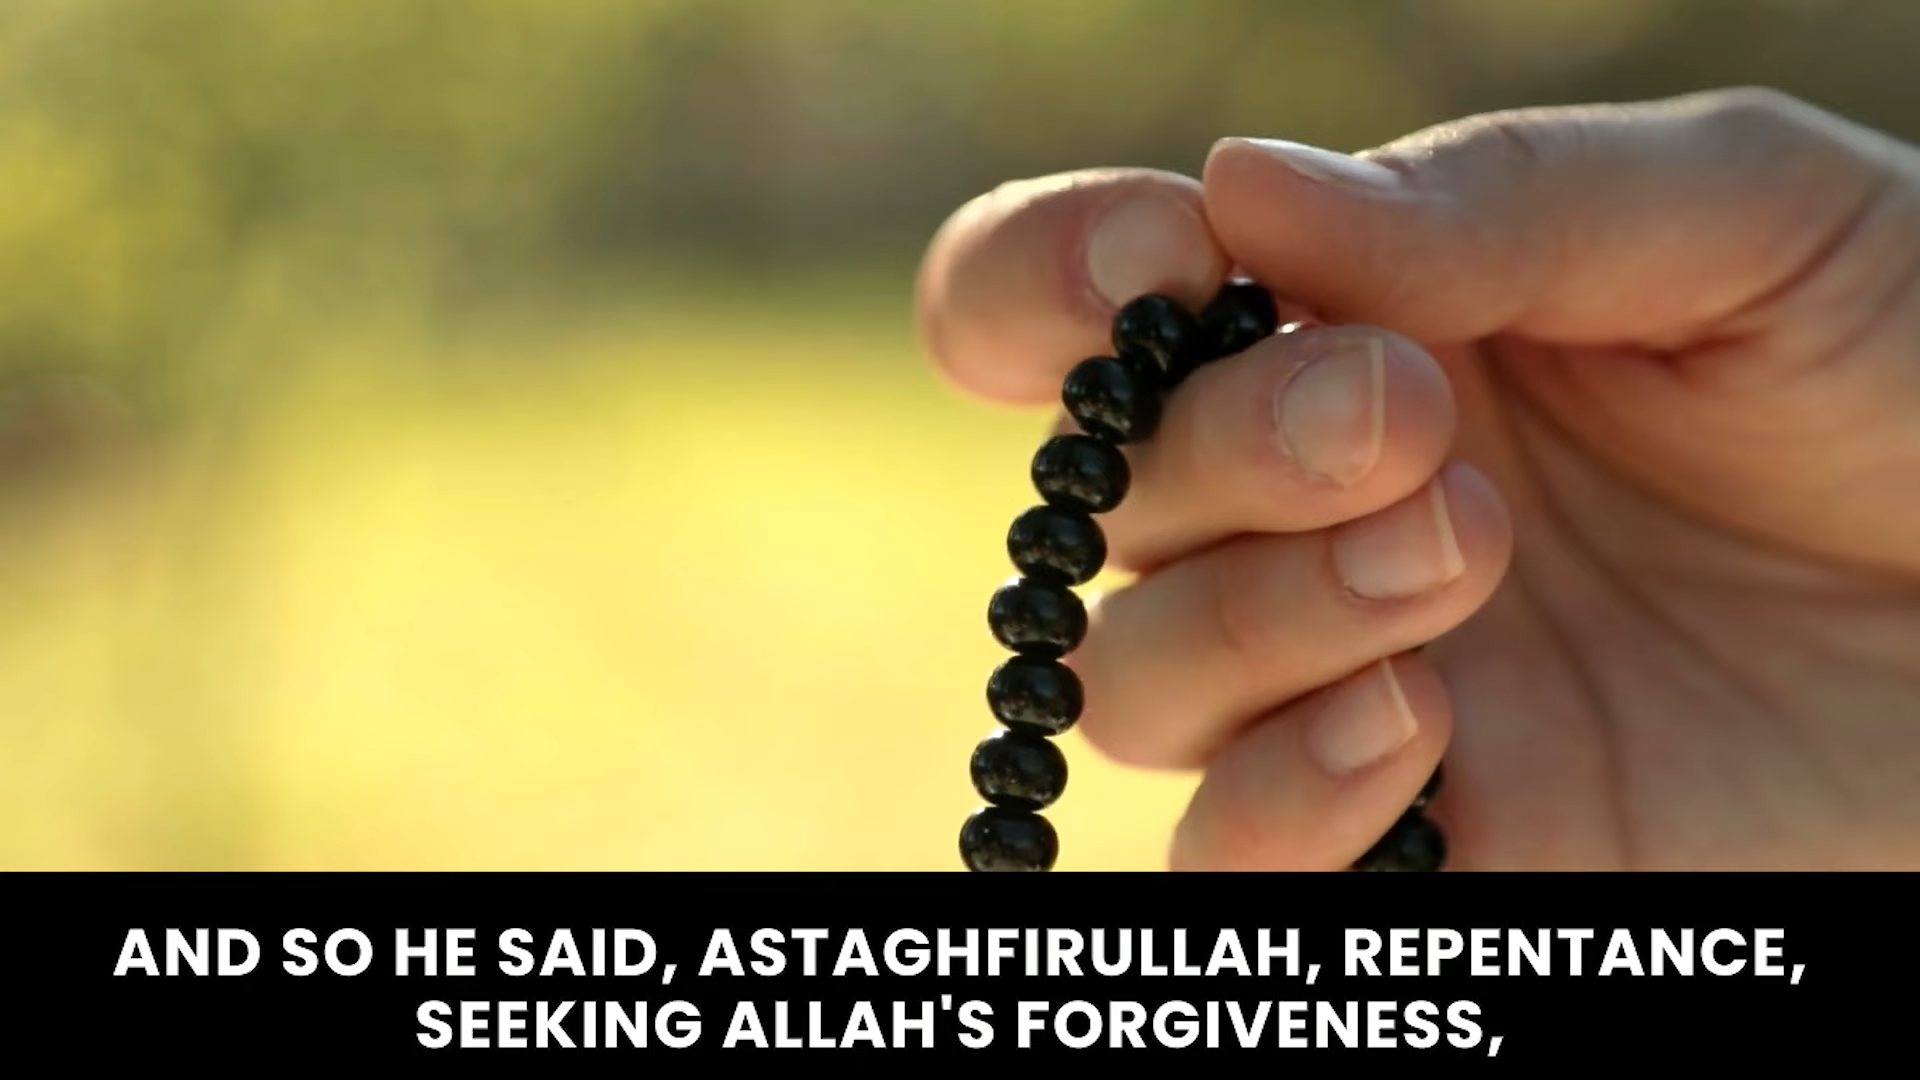 AND SO HE SAID, ASTAGHFIRULLAH, REPENTANCE,
SEEKING ALLAH'S FORGIVENESS,